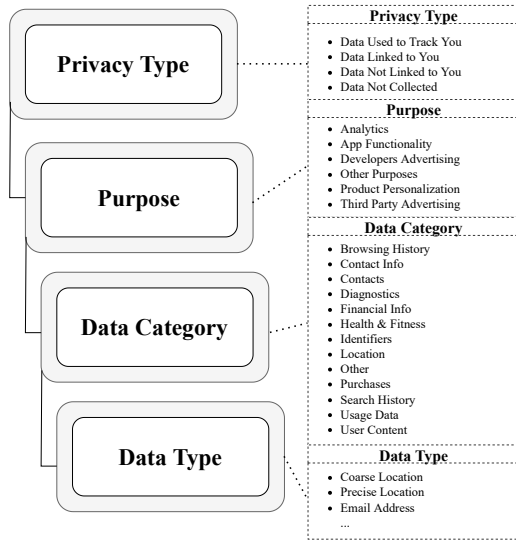 Privacy Type
Purpose
Data Category
Data Type
Privacy Type
• Data Used to Track You
• Data Linked to You
• Data Not Linked to You
• Data Not Collected
Purpose
• Analytics
• App Functionality
• Developers Advertising
• Other Purposes
• Product Personalization
• Third Party Advertising
Data Category
• Browsing History
• Contact Info
• Contacts
• Diagnostics
• Financial Info
• Health & Fitness
• Identifiers
• Location
• Other
• Purchases
• Search History
• Usage Data
• User Content
Data Type
• Coarse Location
• Precise Location
• Email Address
...